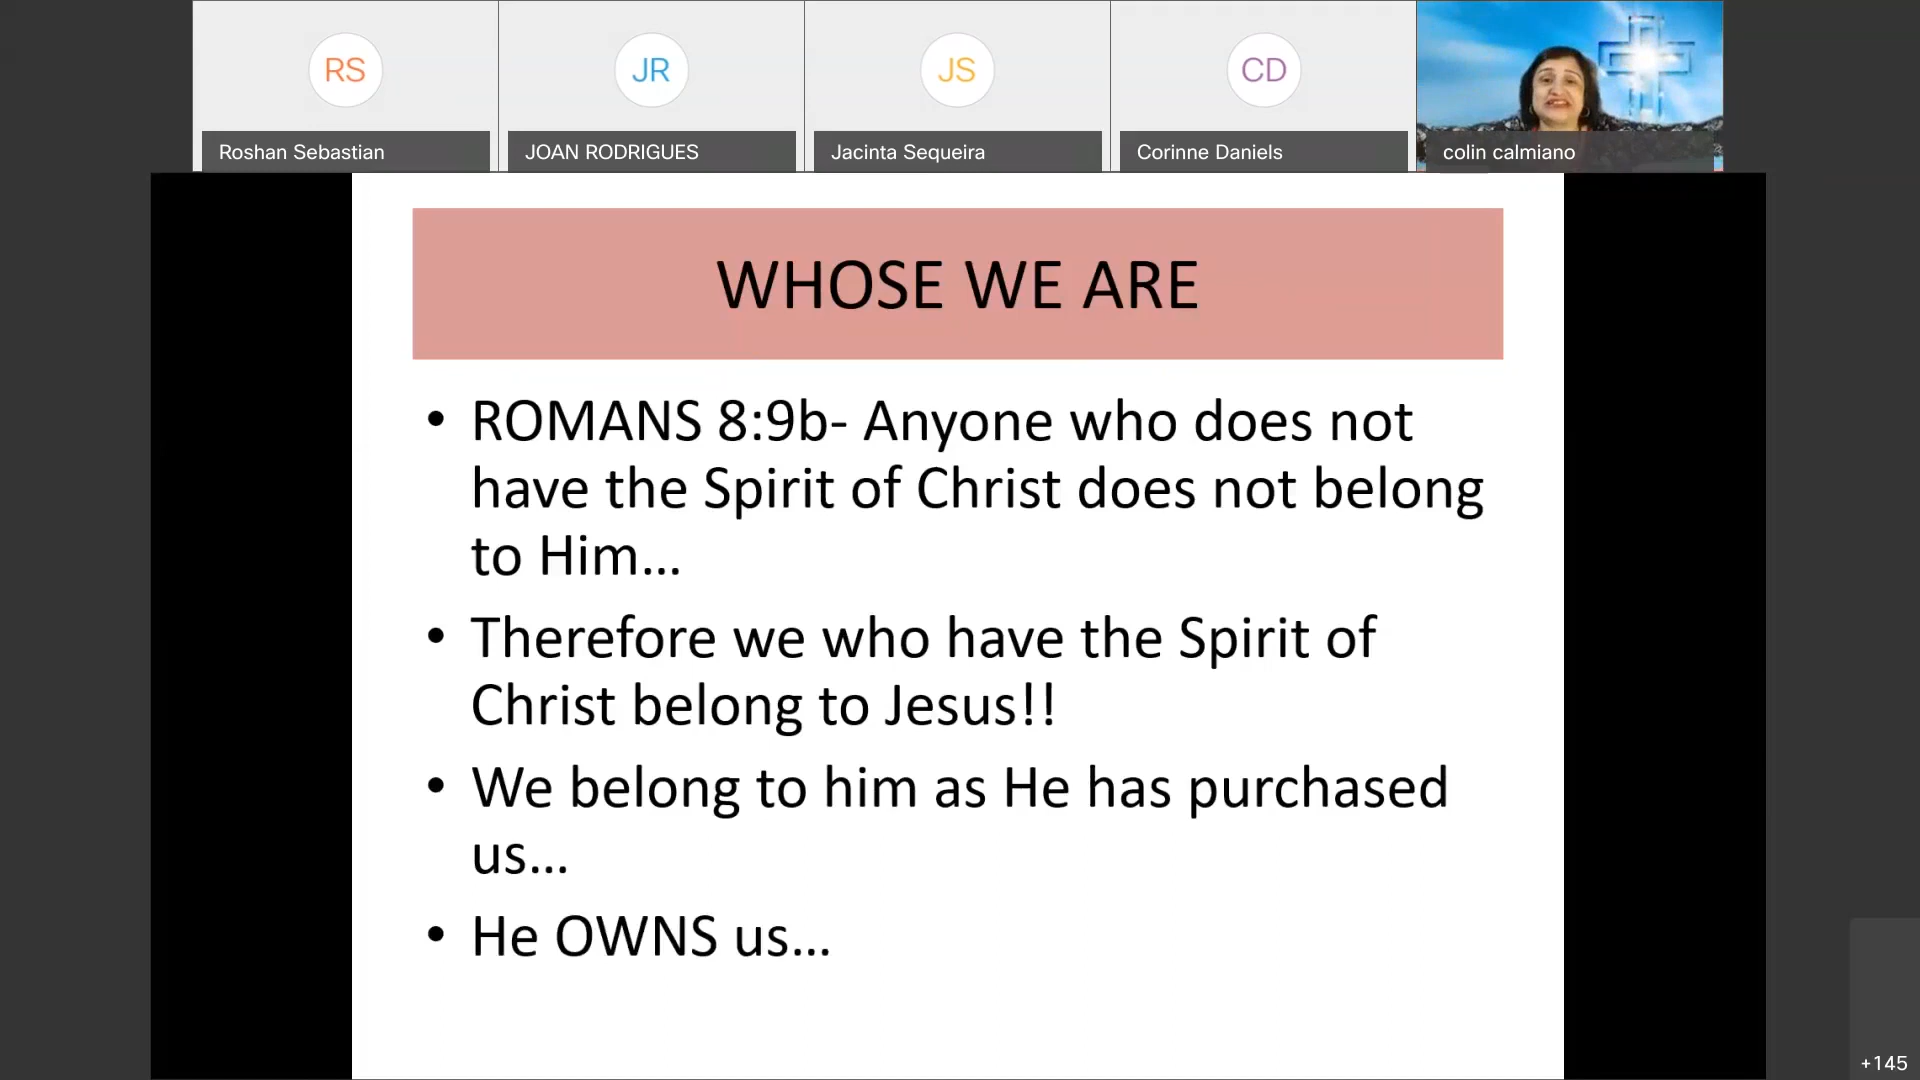 RS
JR
JS
CD
Roshan Sebastian
JOAN RODRIGUES
Jacinta Sequeira
Corinne Daniels
colin calmiano
WHOSE WE ARE
• ROMANS 8:9b- Anyone who does not
have the Spirit of Christ does not belong
to Him...
• Therefore we who have the Spirit of
Christ belong to Jesus!!
• We belong to him as He has purchased
us...
• He OWNS us...
+145